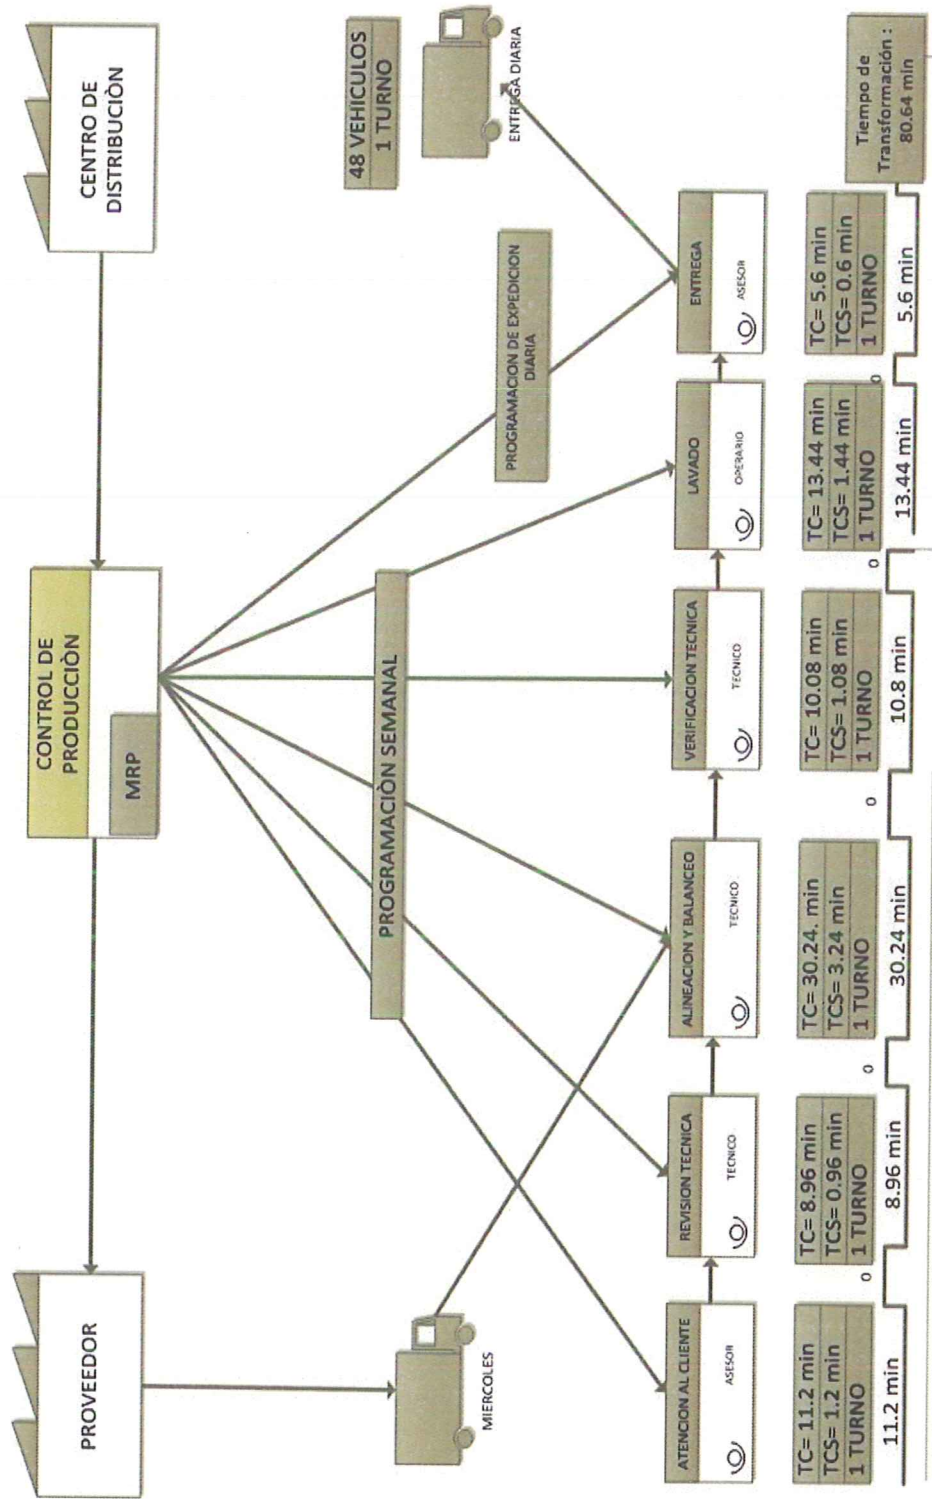 PROVEEDOR
CONTROL DE
PRODUCCIÒN
MRP
CENTRO DE
DISTRIBUCIÒN
MIERCOLES
PROGRAMACIÒN SEMANAL
PROGRAMACION DE EXPEDICION
DIARIA
48 VEHICULOS
1 TURNO
ENTREGA DIARIA
ATENCION AL CLIENTE
ASESOR
REVISION TECNICA
TECNICO
ALINEACION Y BALANCEO
TECNICO
VERIFICACION TECNICA
TECNICO
LAVADO
OPERARIO
ENTREGA
ASESOR
TC= 11.2 min
TCS= 1.2 min
1 TURNO
TC= 8.96 min
TCS= 0.96 min
1 TURNO
TC= 30.24. min
TCS= 3.24 min
1 TURNO
TC= 10.08 min
TCS= 1.08 min
1 TURNO
TC= 13.44 min
TCS= 1.44 min
1 TURNO
TC= 5.6 min
TCS= 0.6 min
1 TURNO
11.2 min
0
8.96 min
0
30.24 min
0
10.8 min
0
13.44 min
0
5.6 min
Tiempo de
Transformación :
80.64 min